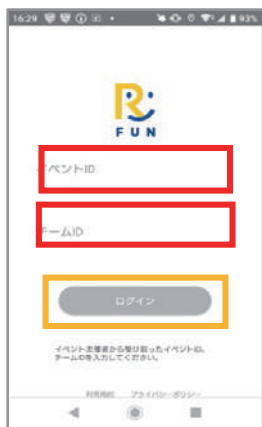 16:29
93%
R
FUN
イベントID
チームID
ログイン
イベント主催者から受け取ったイベントID、
チームIDを入力してください。
利用規約 プライバシーポリシー